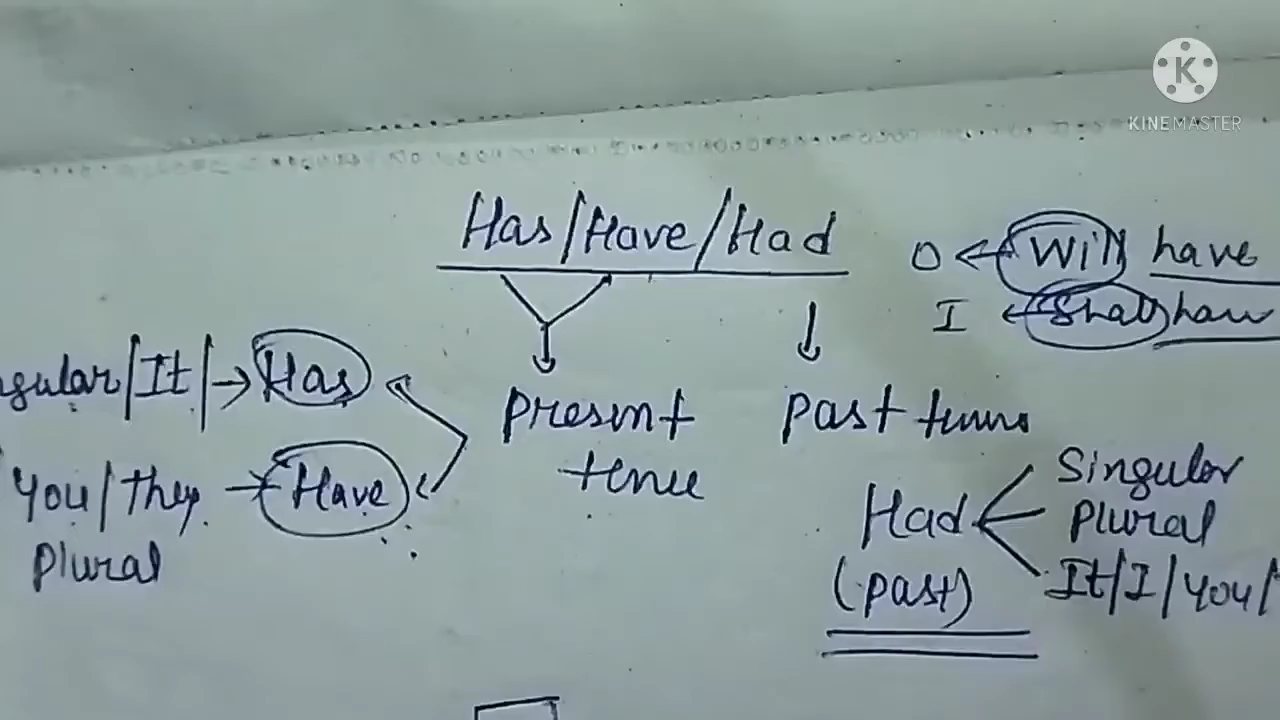 KINEMASTER
Has/Have/Had
O ← Will have
I ← Shall have
ngular/It/ → Has
You/they → Have
Plural
Present
tense
Past tense
Had
(Past)
Singular
Plural
It/I/You/